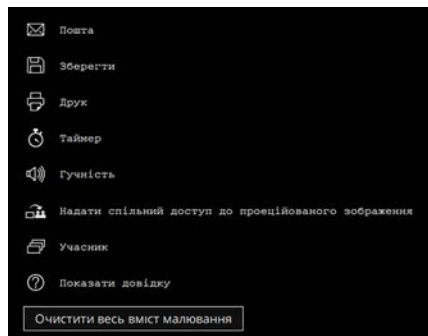 Пошта
Зберегти
Друк
Таймер
Гучність
Надати спільний доступ до проеційованого зображення
Учасник
Показати довідку
Очистити весь вміст малювання